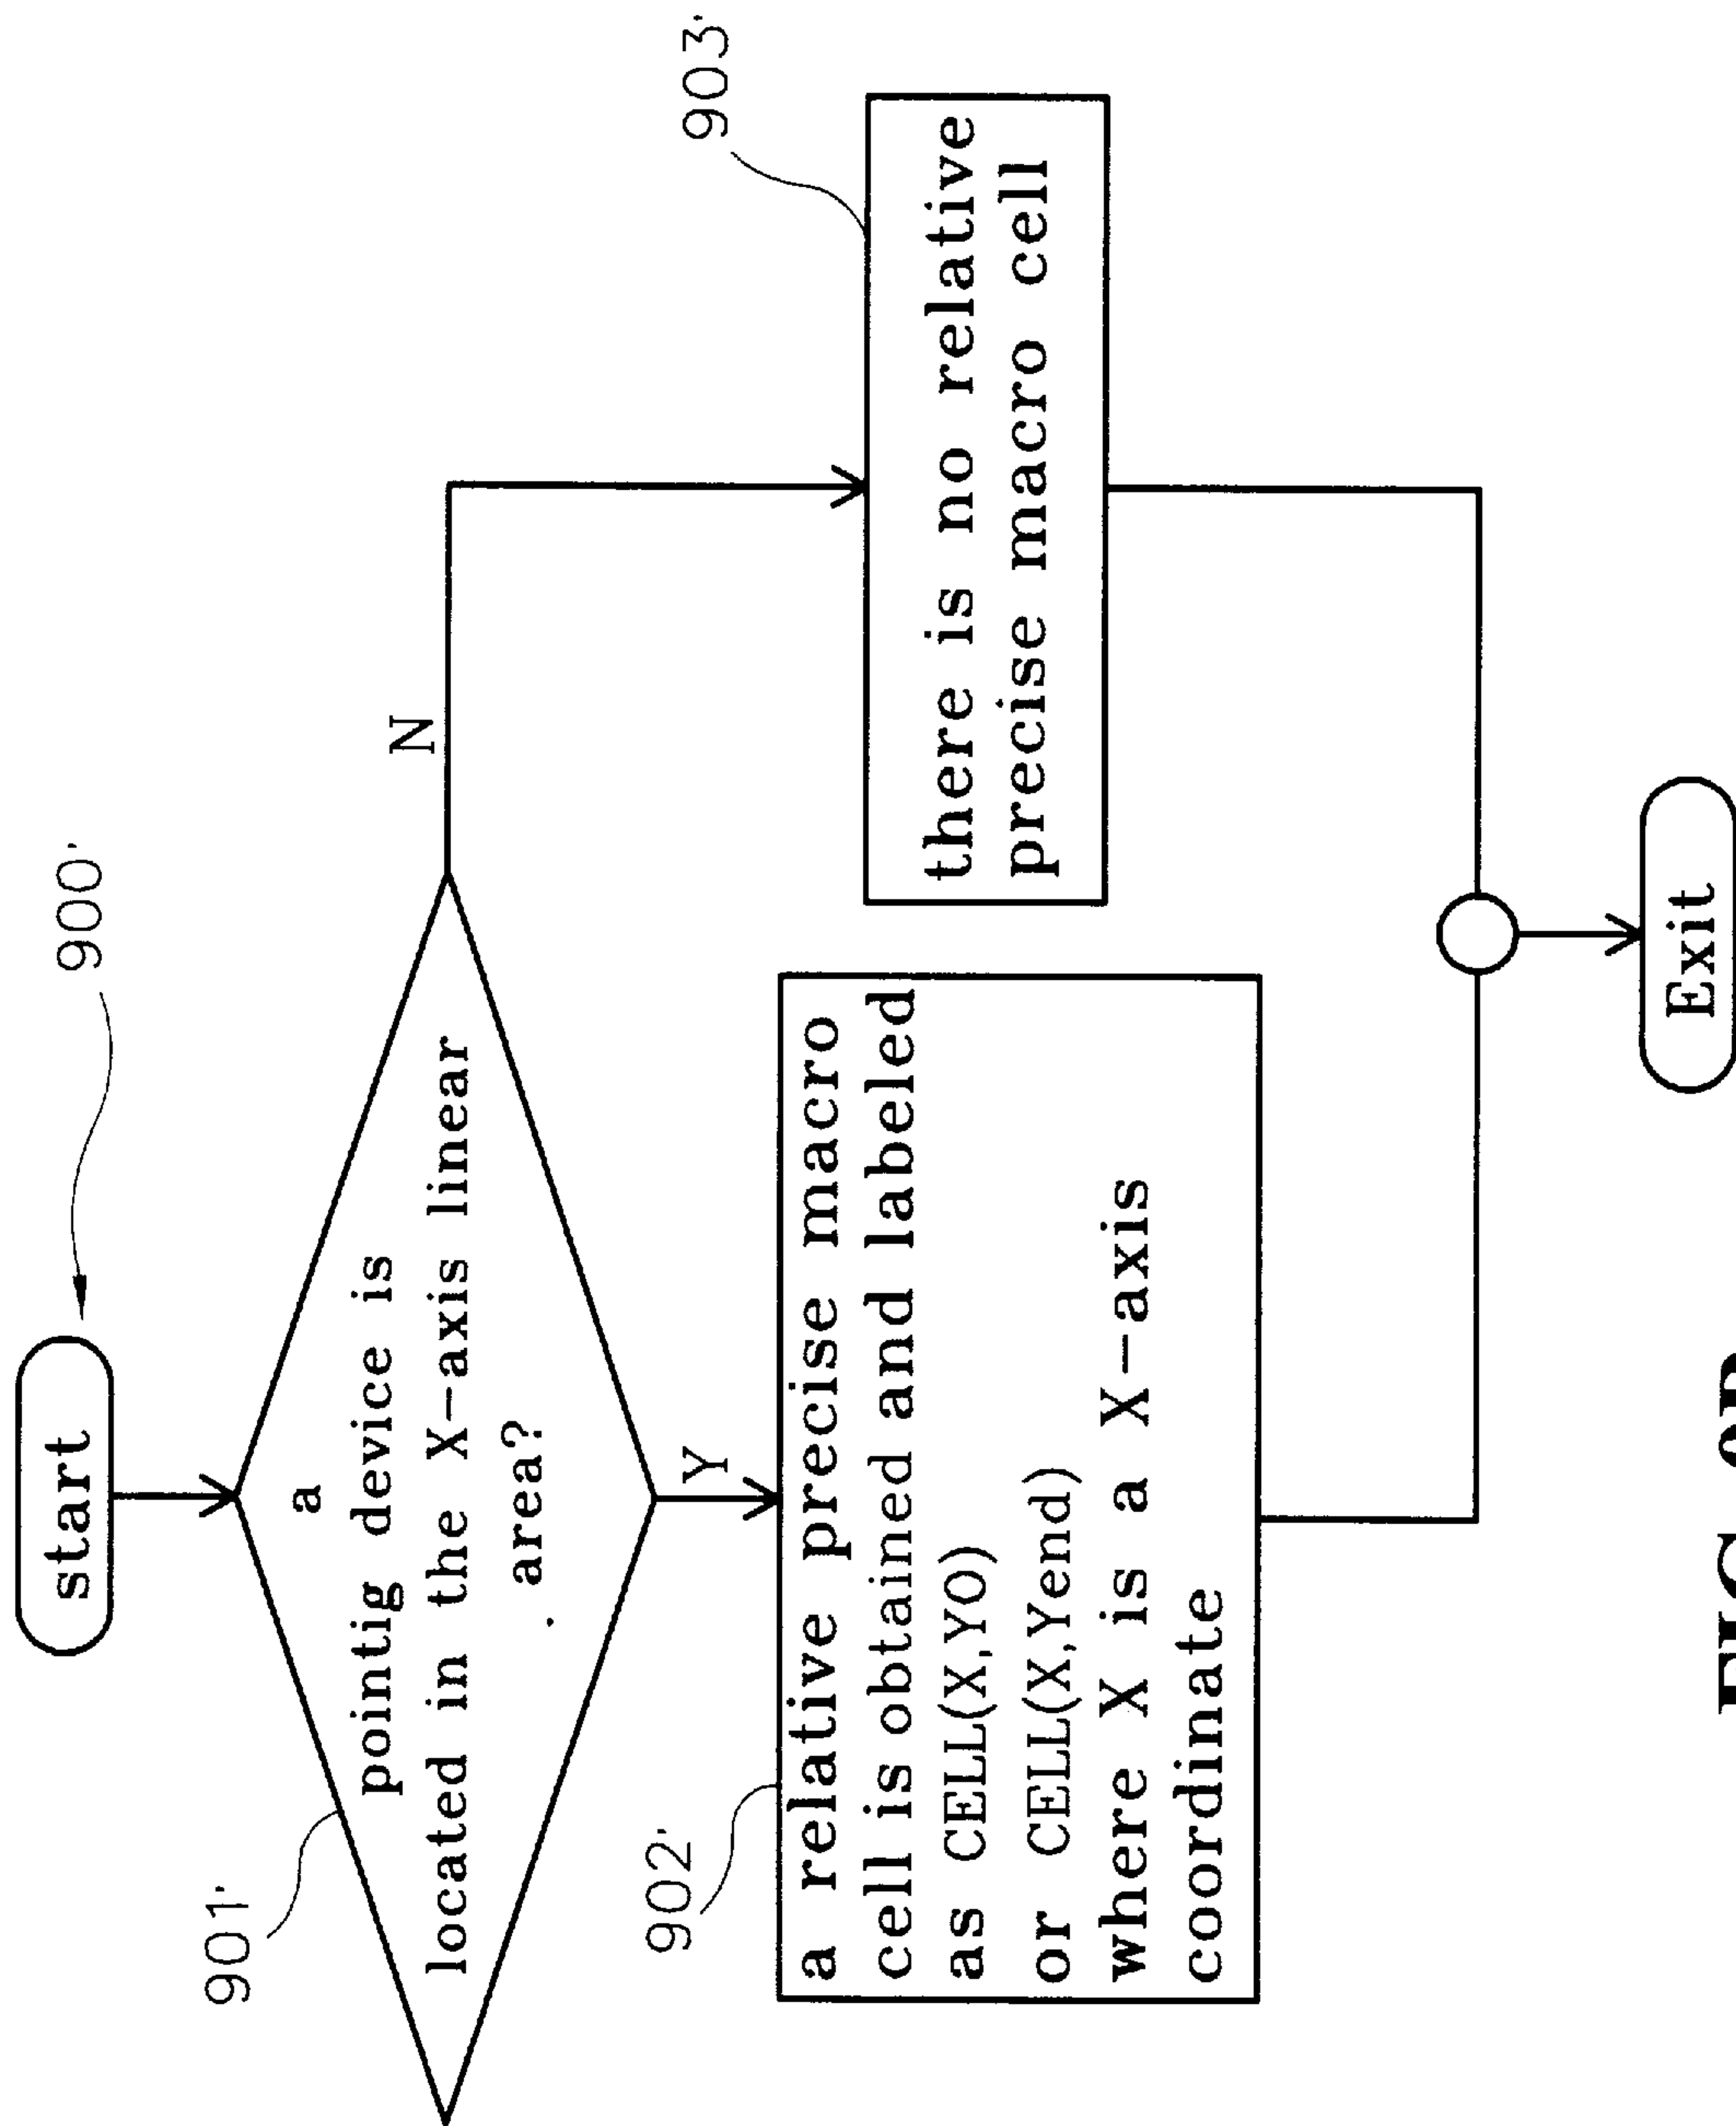 start
900'
901'
a
pointig device is
located in the X-axis linear
area?
N
Y
902'
a relative precise macro
cell is obtained and labeled
as CELL(X,Y0)
or CELL(X,Yend)
where X is a X-axis
coordinate
903'
there is no relative
precise macro cell
Exit